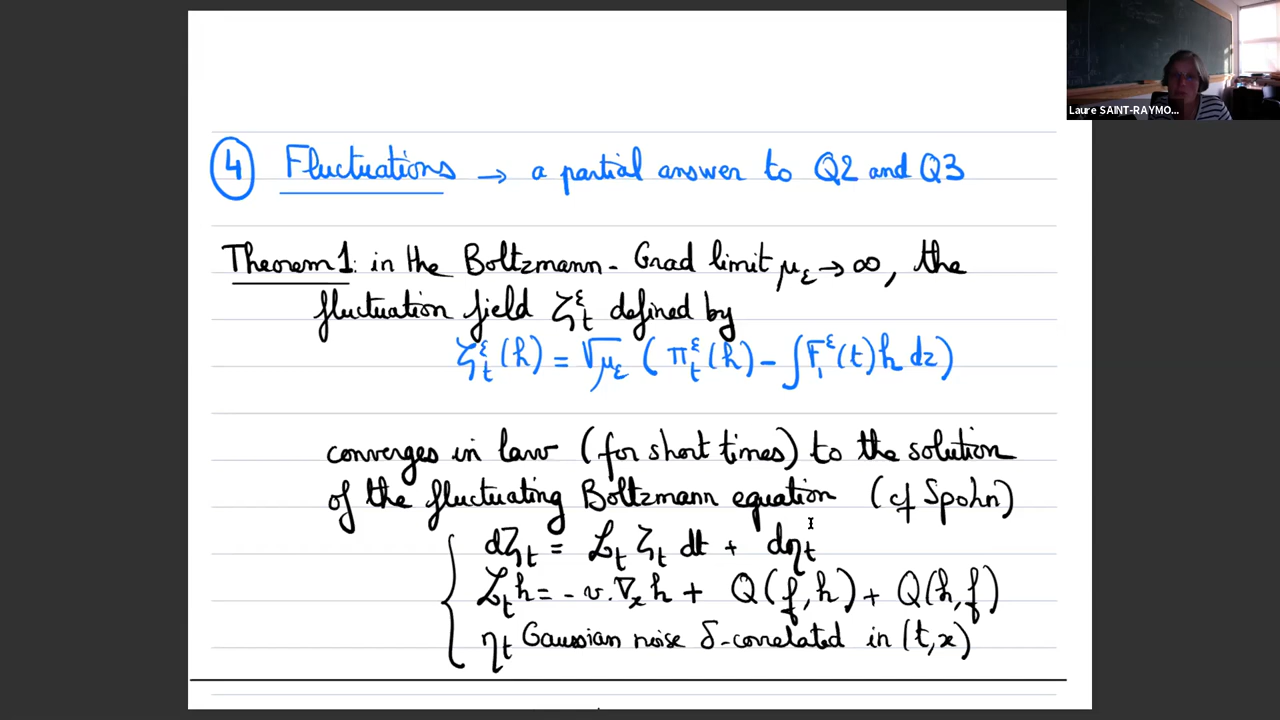 Laure SAINT-RAYMO...
④ Fluctuations → a partial answer to Q2 and Q3
Theorem 1: in the Boltzmann-Grad limit μ_ε → ∞, the
fluctuation field ζ_t^ε defined by
ζ_t^ε(h) = √μ_ε ( π_t^ε(h) - ∫ F_1^ε(t) h dz )
converges in law (for short times) to the solution
of the fluctuating Boltzmann equation (cf Spohn)
dζ_t = ℒ_t ζ_t dt + dη_t
ℒ_t h = - v.∇_x h + Q(f,h) + Q(h,f)
η_t Gaussian noise δ-correlated in (t,x)